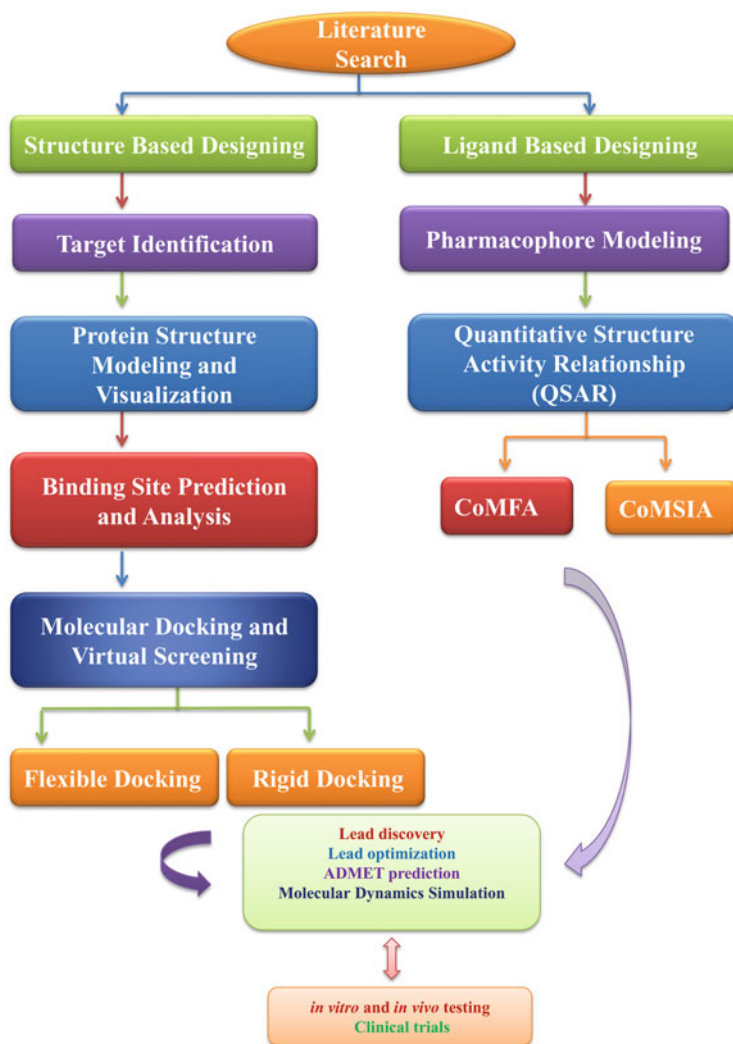 Literature
Search
Structure Based Designing
Ligand Based Designing
Target Identification
Pharmacophore Modeling
Protein Structure
Modeling and
Visualization
Quantitative Structure
Activity Relationship
(QSAR)
Binding Site Prediction
and Analysis
CoMFA
CoMSIA
Molecular Docking and
Virtual Screening
Flexible Docking
Rigid Docking
Lead discovery
Lead optimization
ADMET prediction
Molecular Dynamics Simulation
in vitro and in vivo testing
Clinical trials